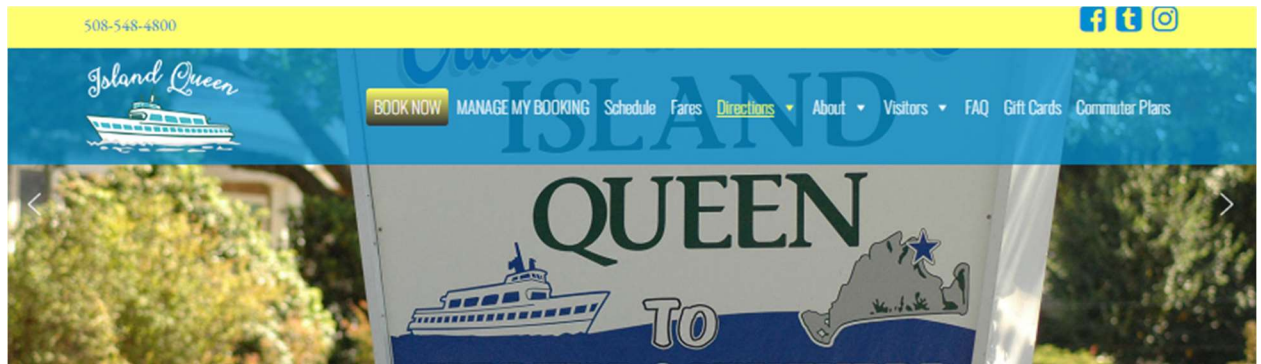 508-548-4800
Island Queen
BOOK NOW MANAGE MY BOOKING Schedule Fares Directions About Visitors FAQ Gift Cards Commuter Plans
ISLAND
QUEEN
TO